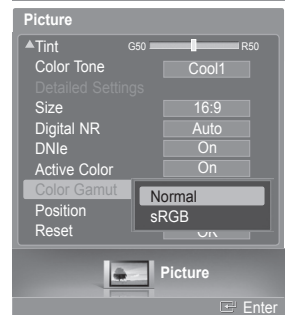 Picture
▲Tint G50 R50
Color Tone Cool1
Detailed Settings
Size 16:9
Digital NR Auto
DNIe On
Active Color On
Color Gamut Normal
sRGB
Position
Reset OK
Picture
Enter